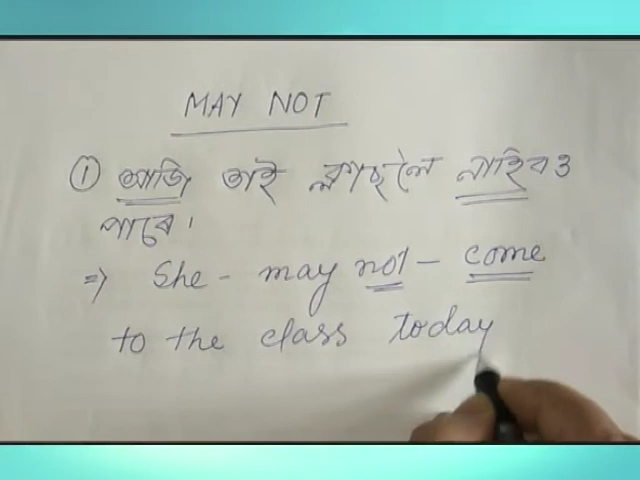 MAY NOT
① আজি তাই ক্লাছলৈ নাহিবও
পাৰে।
⇒ She - may not - come
to the class today